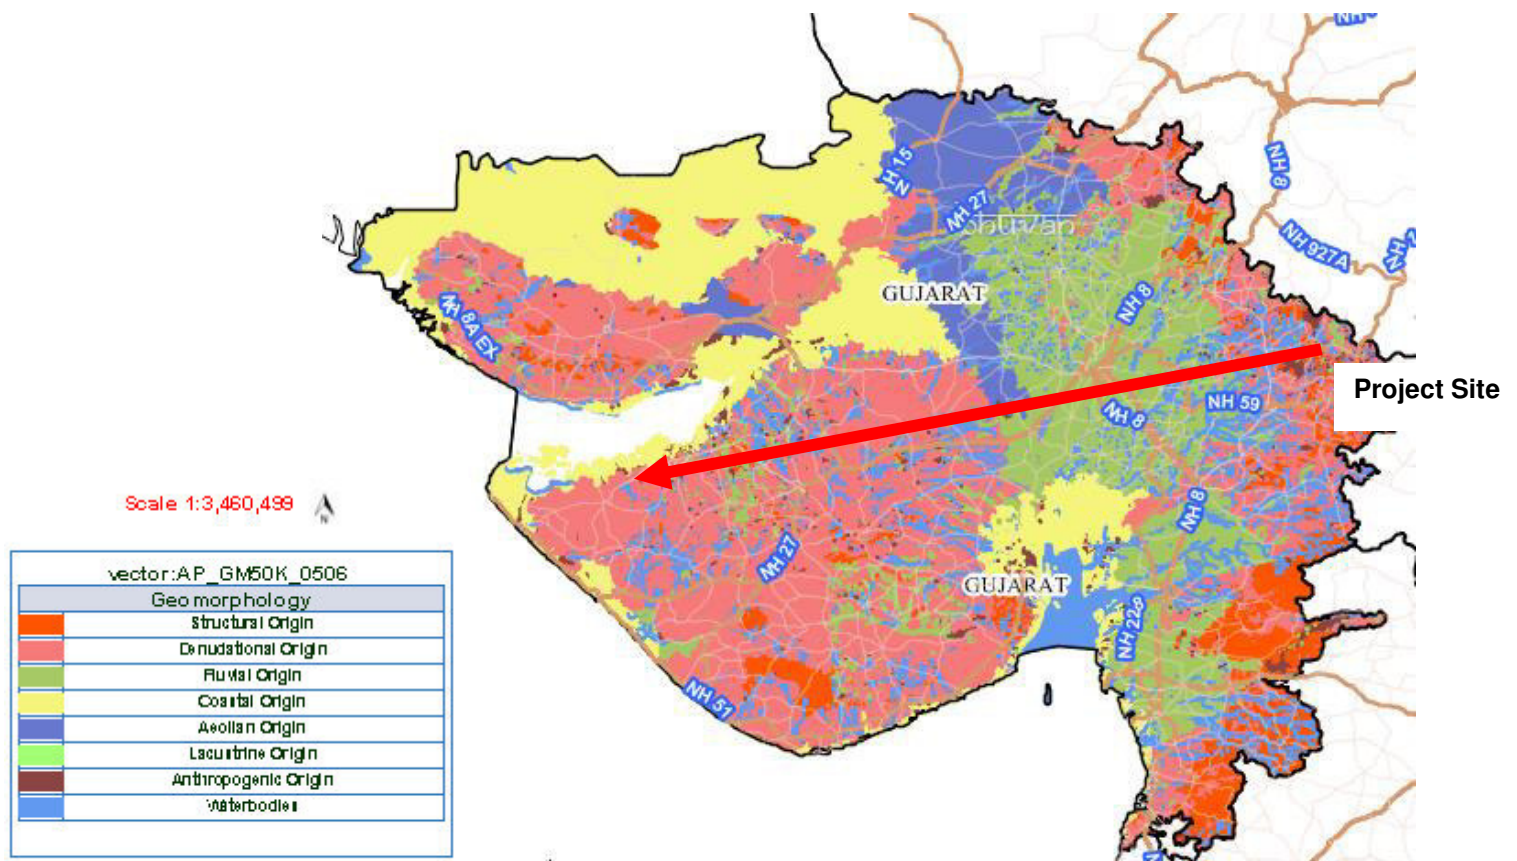 NH 15
NH 27
bhuvan
GUJARAT
NH 8
NH 927A
NH 8
NH 8A EX
Project Site
NH 59
NH 8
Scale 1:3,460,499
N
NH 8
NH 27
GUJARAT
NH 228
NH 51
vector:AP_GM50K_0506
Geomorphology
Structural Origin
Denudational Origin
Fluvial Origin
Coastal Origin
Aeolian Origin
Lacustrine Origin
Anthropogenic Origin
Waterbodies